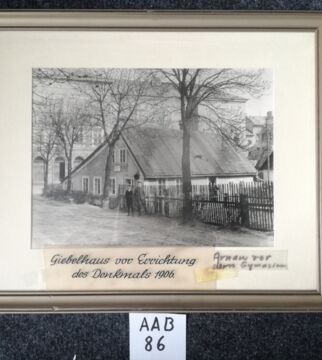 Giebelhaus vor Errichtung
des Denkmals 1906.
Arnau vor
dem Gymnasium
AAB
86